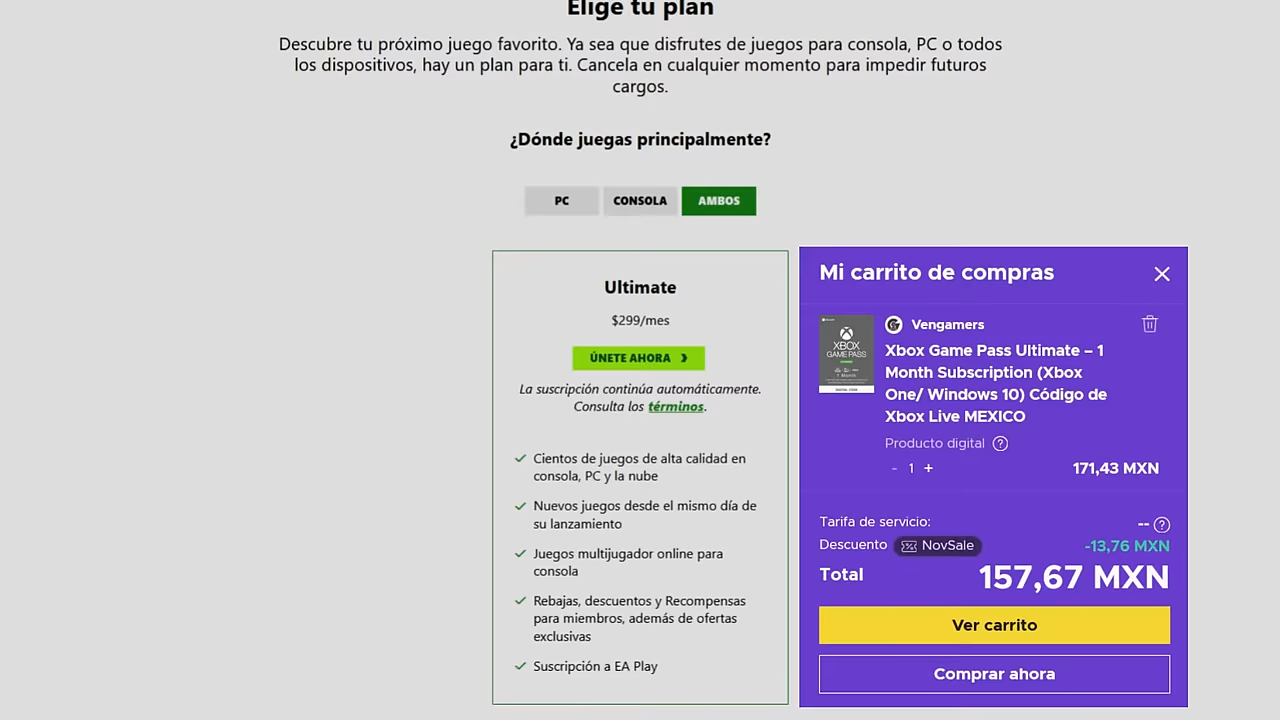 Elige tu plan
Descubre tu próximo juego favorito. Ya sea que disfrutes de juegos para consola, PC o todos
los dispositivos, hay un plan para ti. Cancela en cualquier momento para impedir futuros
cargos.
¿Dónde juegas principalmente?
PC
CONSOLA
AMBOS
Ultimate
$299/mes
ÚNETE AHORA
La suscripción continúa automáticamente.
Consulta los términos.
Cientos de juegos de alta calidad en
consola, PC y la nube
Nuevos juegos desde el mismo día de
su lanzamiento
Juegos multijugador online para
consola
Rebajas, descuentos y Recompensas
para miembros, además de ofertas
exclusivas
Suscripción a EA Play
Mi carrito de compras
XBOX
GAME PASS
Vengamers
Xbox Game Pass Ultimate – 1
Month Subscription (Xbox
One/ Windows 10) Código de
Xbox Live MEXICO
Producto digital ?
- 1 +
171,43 MXN
Tarifa de servicio:
-- ?
Descuento NovSale
-13,76 MXN
Total
157,67 MXN
Ver carrito
Comprar ahora